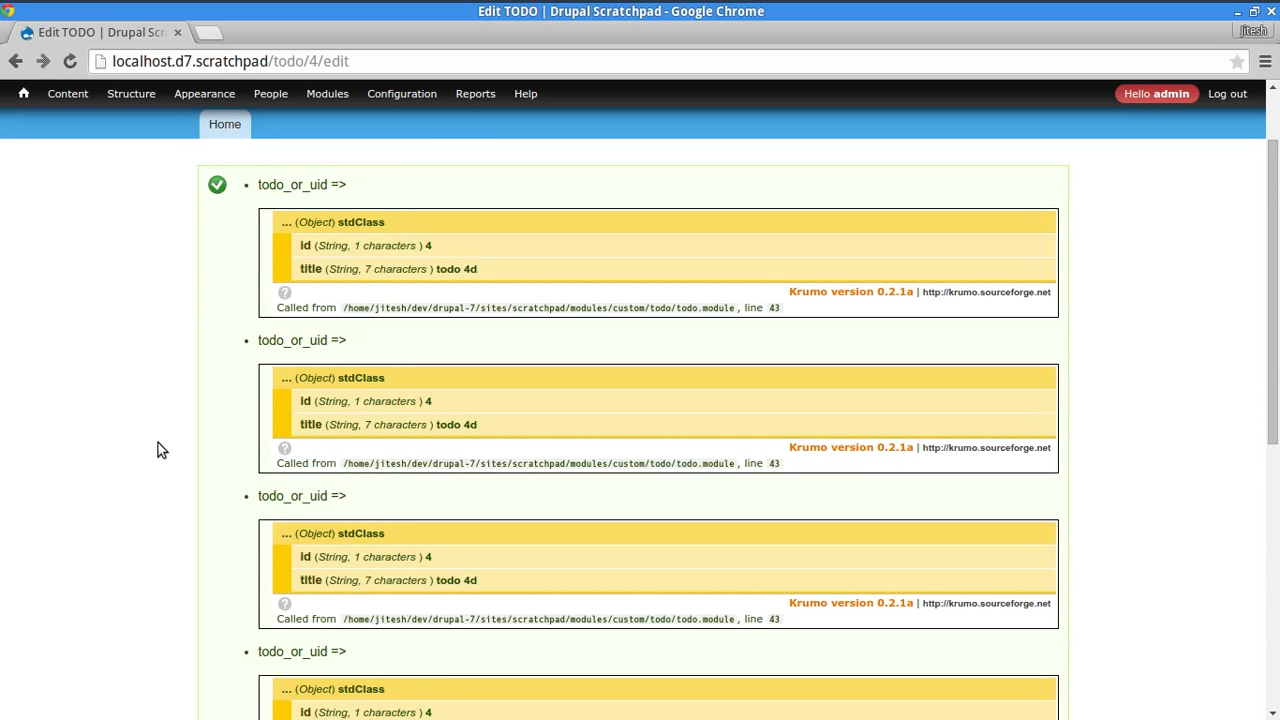 Edit TODO | Drupal Scratchpad - Google Chrome
Edit TODO | Drupal Scr
jitesh
localhost.d7.scratchpad/todo/4/edit
Content Structure Appearance People Modules Configuration Reports Help Hello admin Log out
Home
• todo_or_uid =>
... (Object) stdClass
id (String, 1 characters ) 4
title (String, 7 characters ) todo 4d
? Krumo version 0.2.1a | http://krumo.sourceforge.net
Called from /home/jitesh/dev/drupal-7/sites/scratchpad/modules/custom/todo/todo.module, line 43
• todo_or_uid =>
... (Object) stdClass
id (String, 1 characters ) 4
title (String, 7 characters ) todo 4d
? Krumo version 0.2.1a | http://krumo.sourceforge.net
Called from /home/jitesh/dev/drupal-7/sites/scratchpad/modules/custom/todo/todo.module, line 43
• todo_or_uid =>
... (Object) stdClass
id (String, 1 characters ) 4
title (String, 7 characters ) todo 4d
? Krumo version 0.2.1a | http://krumo.sourceforge.net
Called from /home/jitesh/dev/drupal-7/sites/scratchpad/modules/custom/todo/todo.module, line 43
• todo_or_uid =>
... (Object) stdClass
id (String, 1 characters ) 4